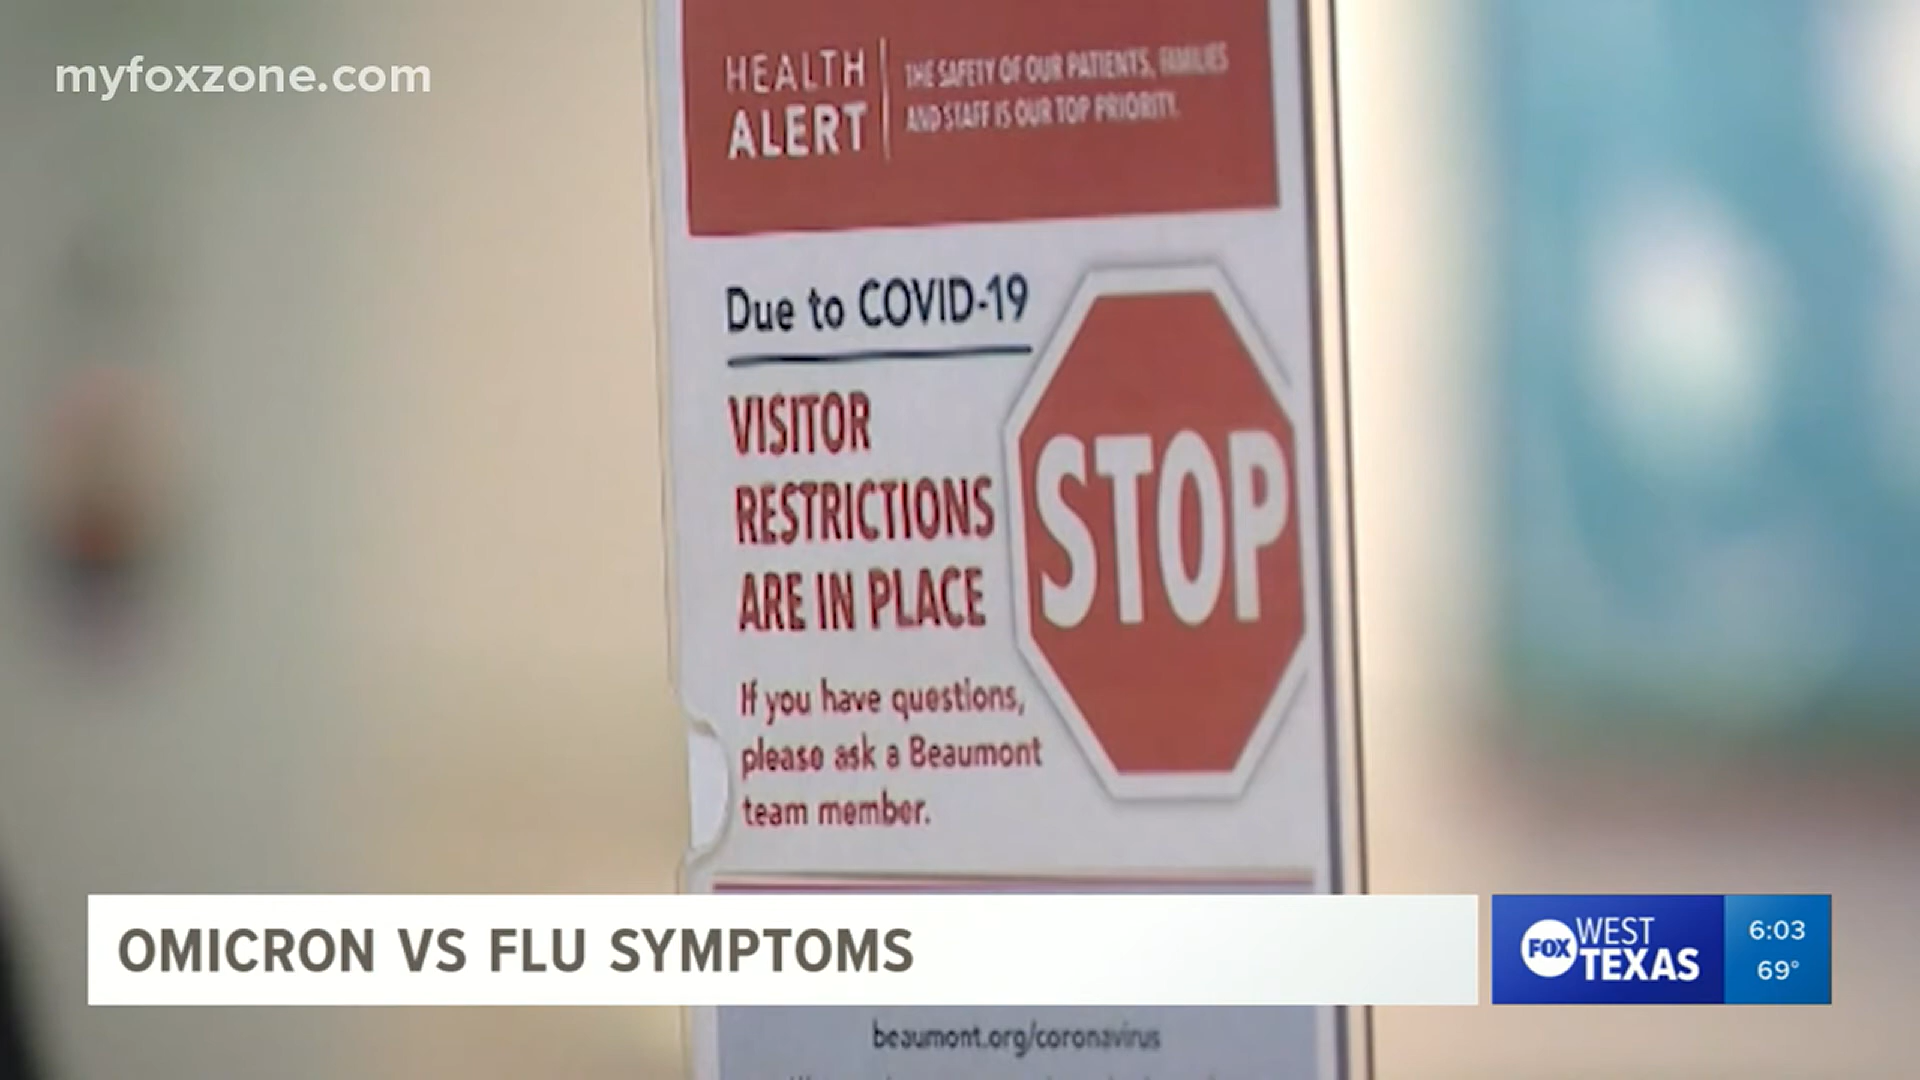 myfoxzone.com
HEALTH
ALERT
THE SAFETY OF OUR PATIENTS, FAMILIES
AND STAFF IS OUR TOP PRIORITY.
Due to COVID-19
VISITOR
RESTRICTIONS
ARE IN PLACE
STOP
If you have questions,
please ask a Beaumont
team member.
OMICRON VS FLU SYMPTOMS
FOX
WEST
TEXAS
6:03
69°
beaumont.org/coronavirus